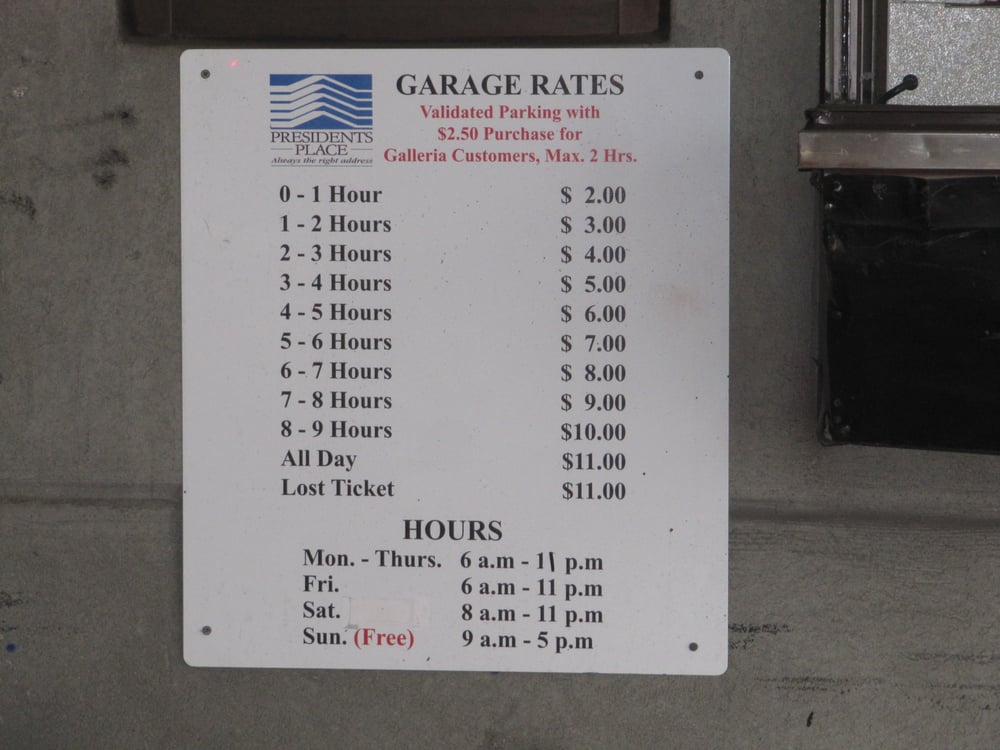 PRESIDENTS
PLACE
Always the right address
GARAGE RATES
Validated Parking with
$2.50 Purchase for
Galleria Customers, Max. 2 Hrs.
0 - 1 Hour $ 2.00
1 - 2 Hours $ 3.00
2 - 3 Hours $ 4.00
3 - 4 Hours $ 5.00
4 - 5 Hours $ 6.00
5 - 6 Hours $ 7.00
6 - 7 Hours $ 8.00
7 - 8 Hours $ 9.00
8 - 9 Hours $10.00
All Day $11.00
Lost Ticket $11.00
HOURS
Mon. - Thurs. 6 a.m - 11 p.m
Fri. 6 a.m - 11 p.m
Sat. 8 a.m - 11 p.m
Sun. (Free) 9 a.m - 5 p.m